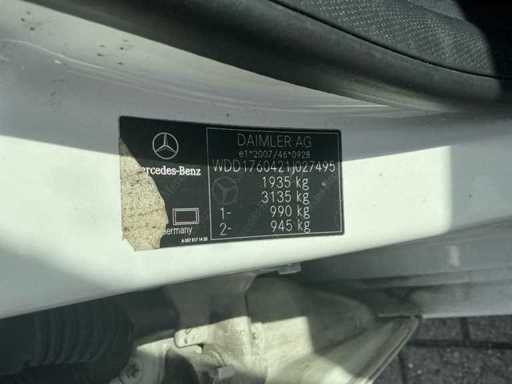 DAIMLER AG
e1*2007/46*0928
WDD1760421J027495
1935 kg
3135 kg
1- 990 kg
2- 945 kg
ercedes-Benz
ermany